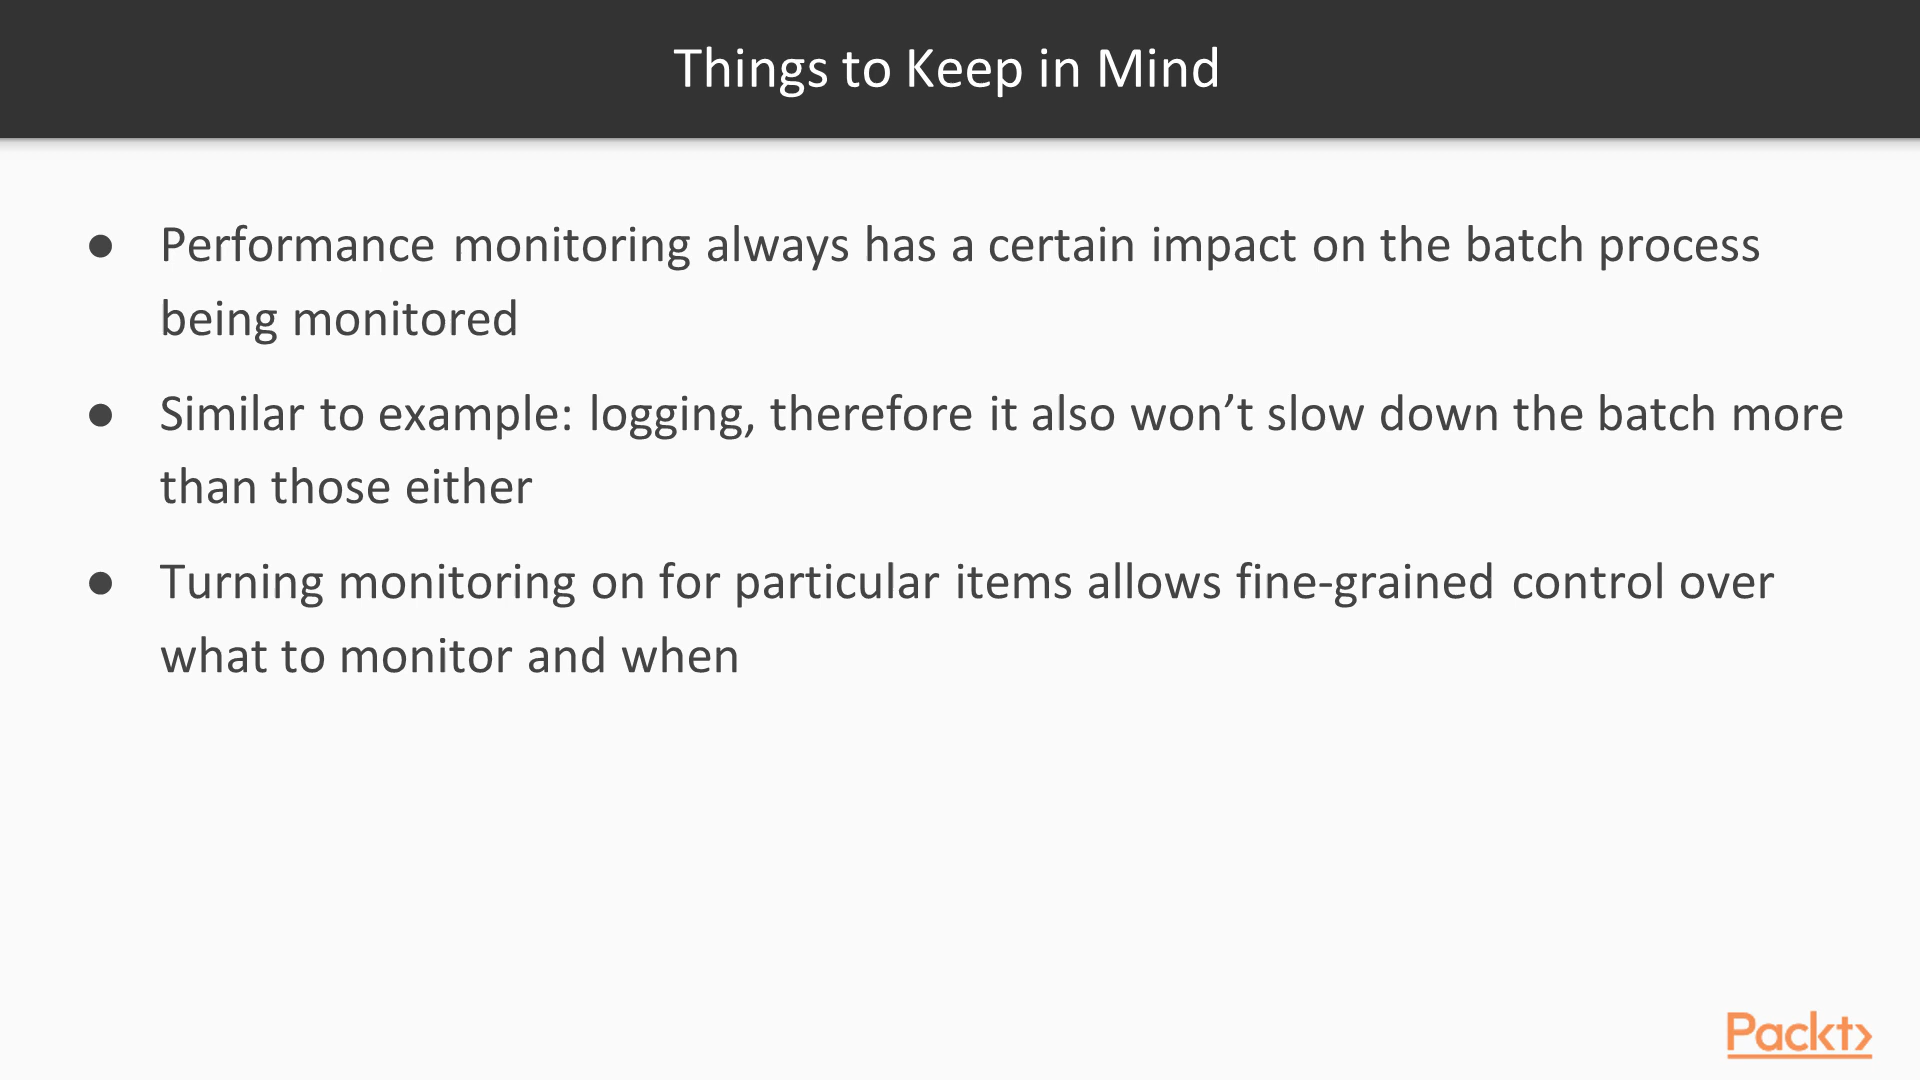 Things to Keep in Mind
● Performance monitoring always has a certain impact on the batch process
being monitored
● Similar to example: logging, therefore it also won’t slow down the batch more
than those either
● Turning monitoring on for particular items allows fine-grained control over
what to monitor and when
Packt>